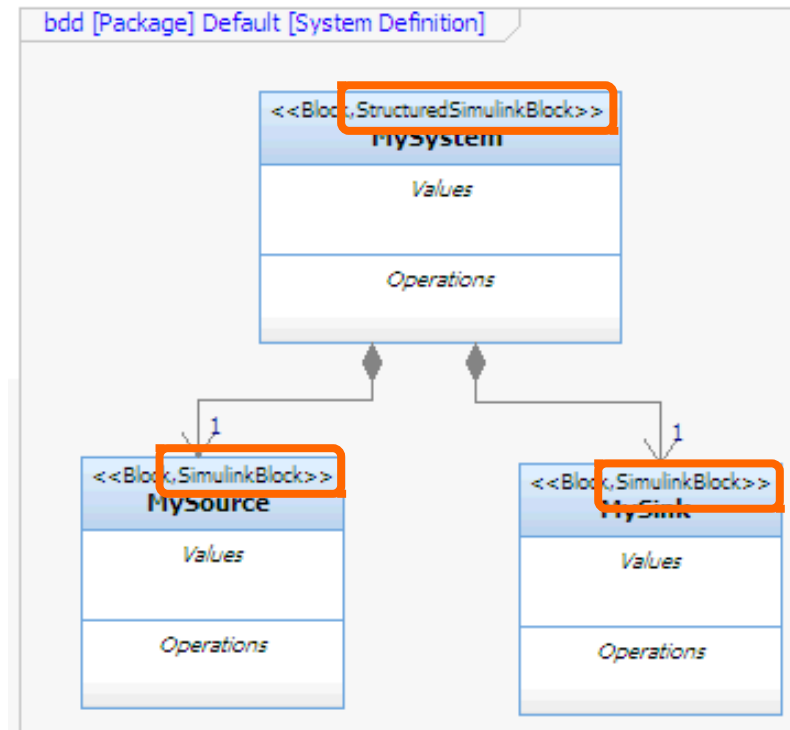 bdd [Package] Default [System Definition]
<<Block,StructuredSimulinkBlock>>
MySystem
Values
Operations
1
1
<<Block,SimulinkBlock>>
MySource
Values
Operations
<<Block,SimulinkBlock>>
MySink
Values
Operations